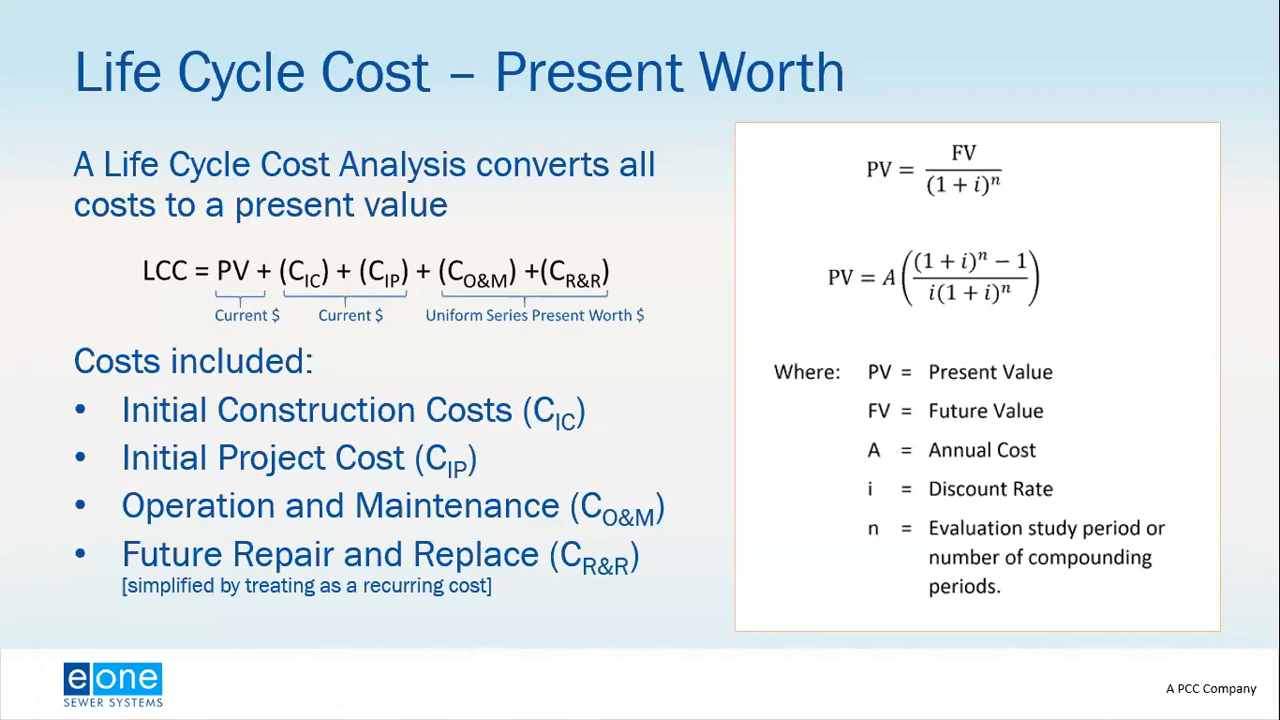 Life Cycle Cost – Present Worth
A Life Cycle Cost Analysis converts all
costs to a present value
LCC = PV + (C_IC) + (C_IP) + (C_O&M) +(C_R&R)
Current $ Current $ Uniform Series Present Worth $
Costs included:
• Initial Construction Costs (C_IC)
• Initial Project Cost (C_IP)
• Operation and Maintenance (C_O&M)
• Future Repair and Replace (C_R&R)
[simplified by treating as a recurring cost]
PV = FV / (1 + i)^n
PV = A ( ((1 + i)^n − 1) / (i(1 + i)^n) )
Where: PV = Present Value
FV = Future Value
A = Annual Cost
i = Discount Rate
n = Evaluation study period or
number of compounding
periods.
e one
SEWER SYSTEMS
A PCC Company